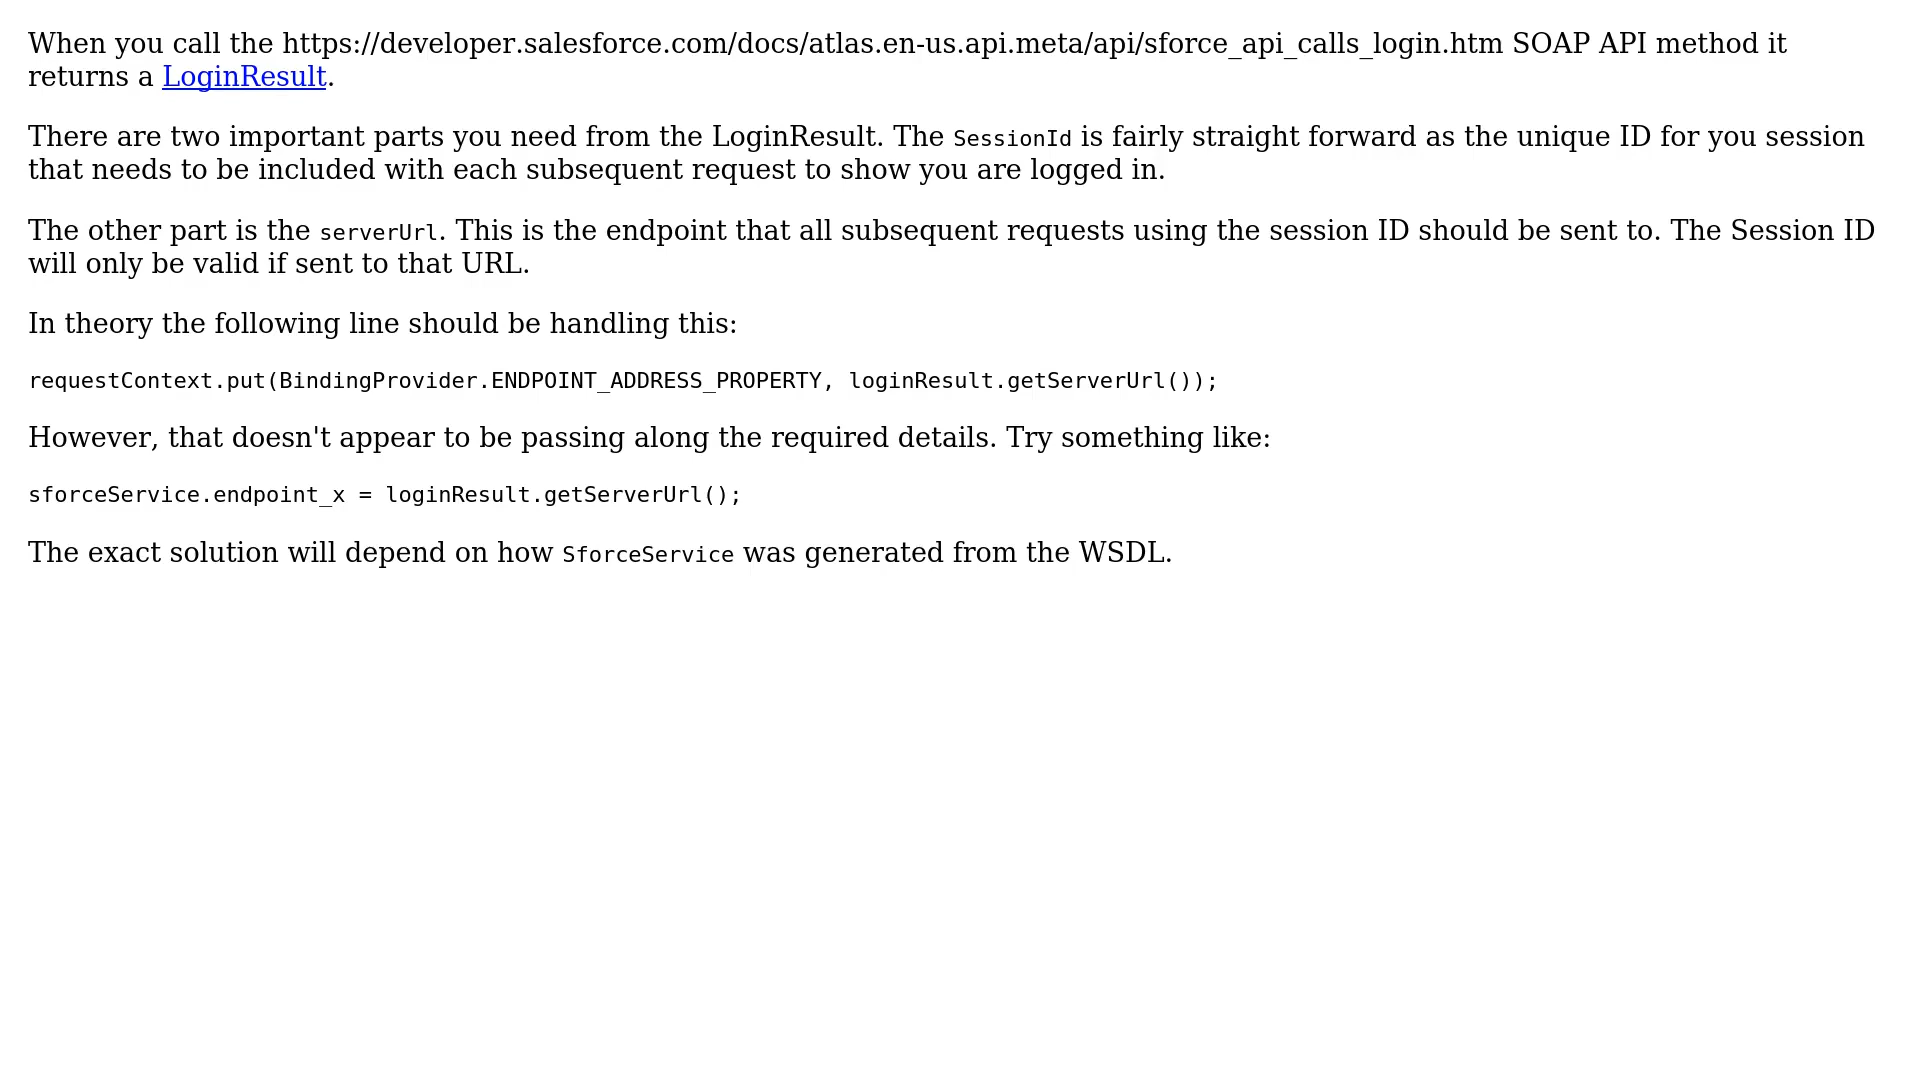 When you call the https://developer.salesforce.com/docs/atlas.en-us.api.meta/api/sforce_api_calls_login.htm SOAP API method it
returns a LoginResult.
There are two important parts you need from the LoginResult. The SessionId is fairly straight forward as the unique ID for you session
that needs to be included with each subsequent request to show you are logged in.
The other part is the serverUrl. This is the endpoint that all subsequent requests using the session ID should be sent to. The Session ID
will only be valid if sent to that URL.
In theory the following line should be handling this:
requestContext.put(BindingProvider.ENDPOINT_ADDRESS_PROPERTY, loginResult.getServerUrl());
However, that doesn't appear to be passing along the required details. Try something like:
sforceService.endpoint_x = loginResult.getServerUrl();
The exact solution will depend on how SforceService was generated from the WSDL.